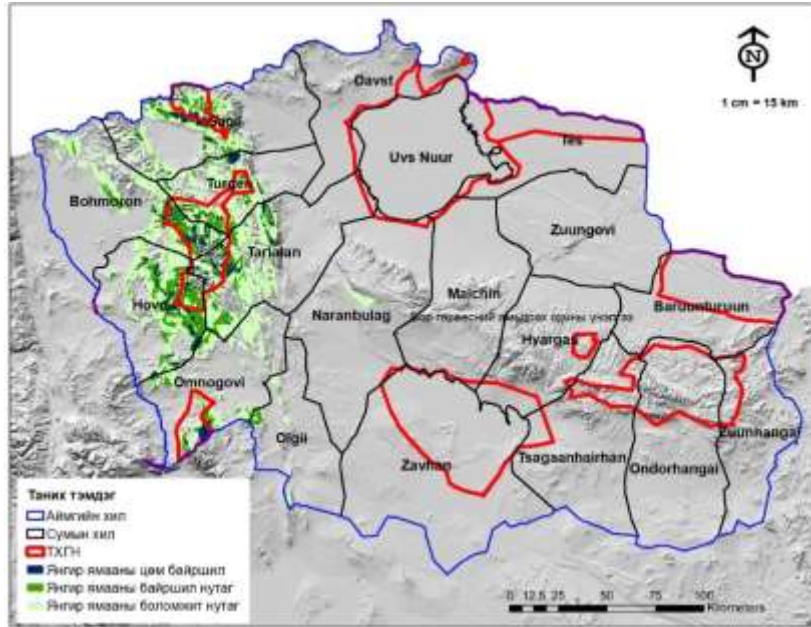 N
1 cm = 15 km
Davst
Sagil
Uvs Nuur
Tes
Turgen
Bohmoron
Tarialan
Zuungovi
Hovd
Naranbulag
Malchin
Baruunturuun
Hyargas
Omnogovi
Olgii
Zavhan
Tsagaanhairhan
Ondorhangai
Zuunhangai
Таних тэмдэг
Аймгийн хил
Сумын хил
ТХГН
Янгир ямааны цөм байршил
Янгир ямааны байршил нутаг
Янгир ямааны боломжит нутаг
0 12.5 25 50 75 100
Kilometers